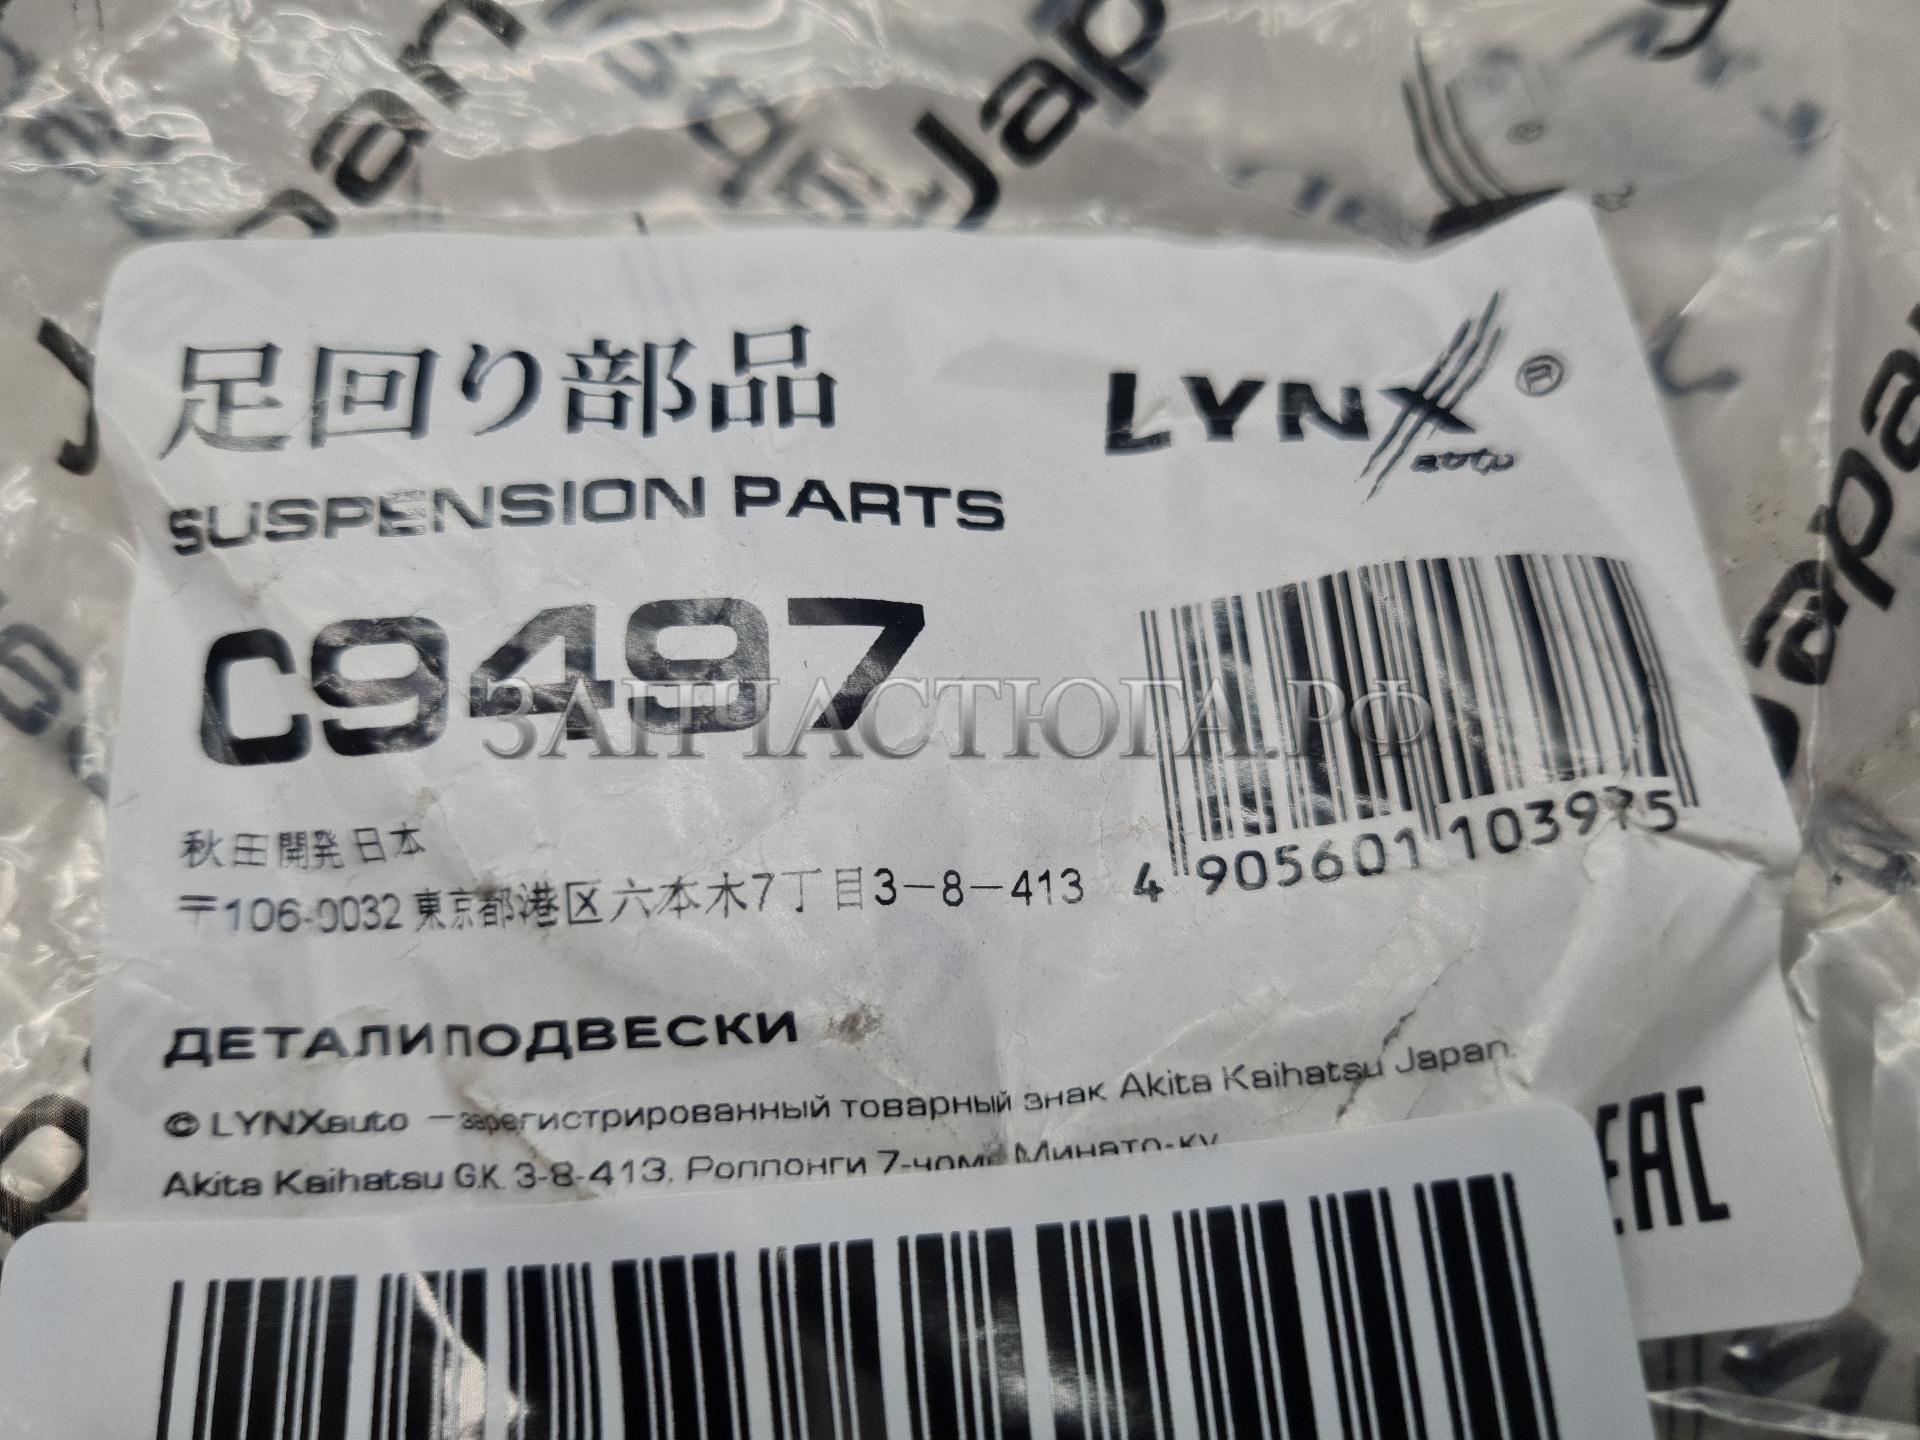 足回り部品
LYNX auto ®
SUSPENSION PARTS
C9497
ЗАПЧАСТЮГА.РФ
4 905601 103975
秋田開発日本
〒106-0032 東京都港区六本木7丁目3-8-413
ДЕТАЛИ ПОДВЕСКИ
© LYNXauto – зарегистрированный товарный знак Akita Kaihatsu Japan.
Akita Kaihatsu G.K. 3-8-413, Роппонги 7-чоме Минато-ку
EAC
Japan
Japan
Japan